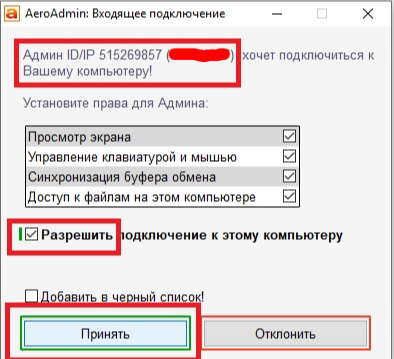 AeroAdmin: Входящее подключение
Админ ID/IP 515269857 ( ) хочет подключиться к
Вашему компьютеру!
Установите права для Админа:
Просмотр экрана
Управление клавиатурой и мышью
Синхронизация буфера обмена
Доступ к файлам на этом компьютере
Разрешить подключение к этому компьютеру
Добавить в черный список!
Принять
Отклонить